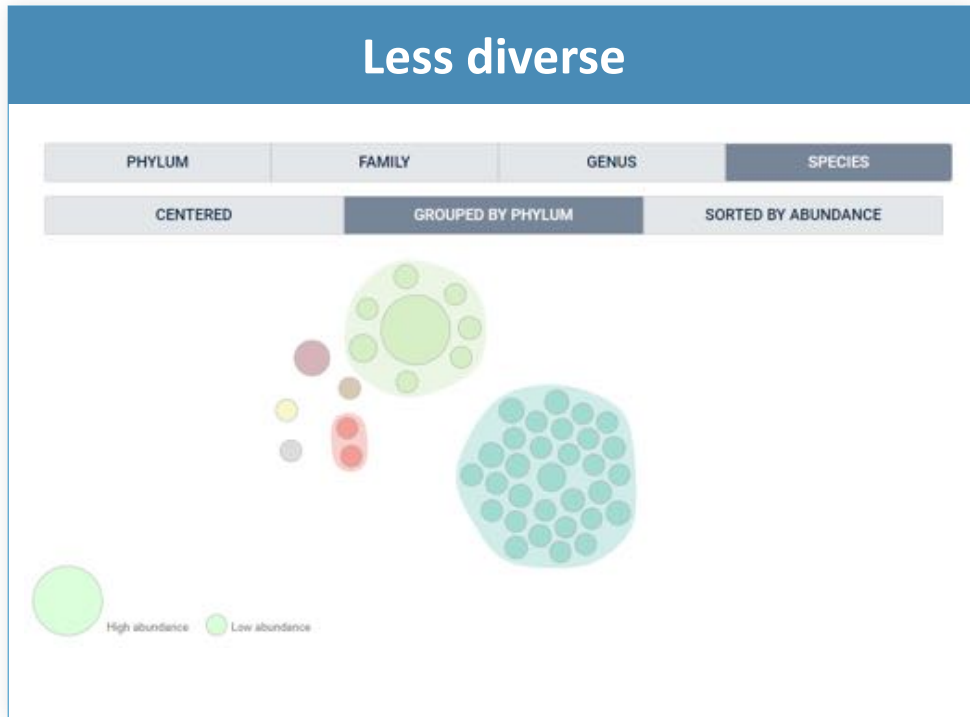 Less diverse
PHYLUM FAMILY GENUS SPECIES
CENTERED GROUPED BY PHYLUM SORTED BY ABUNDANCE
High abundance Low abundance